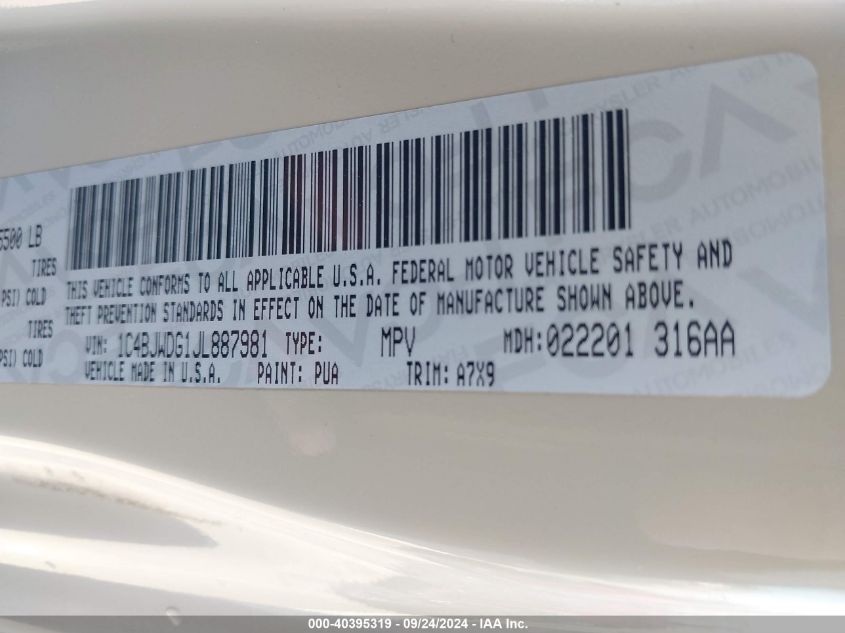 5500 LB
TIRES
PSI) COLD
TIRES
PSI) COLD
THIS VEHICLE CONFORMS TO ALL APPLICABLE U.S.A. FEDERAL MOTOR VEHICLE SAFETY AND
THEFT PREVENTION STANDARDS IN EFFECT ON THE DATE OF MANUFACTURE SHOWN ABOVE.
VIN: 1C4BJWDG1JL887981 TYPE: MPV MDH:022201 316AA
VEHICLE MADE IN U.S.A. PAINT: PUA TRIM: A7X9
000-40395319 - 09/24/2024 - IAA Inc.